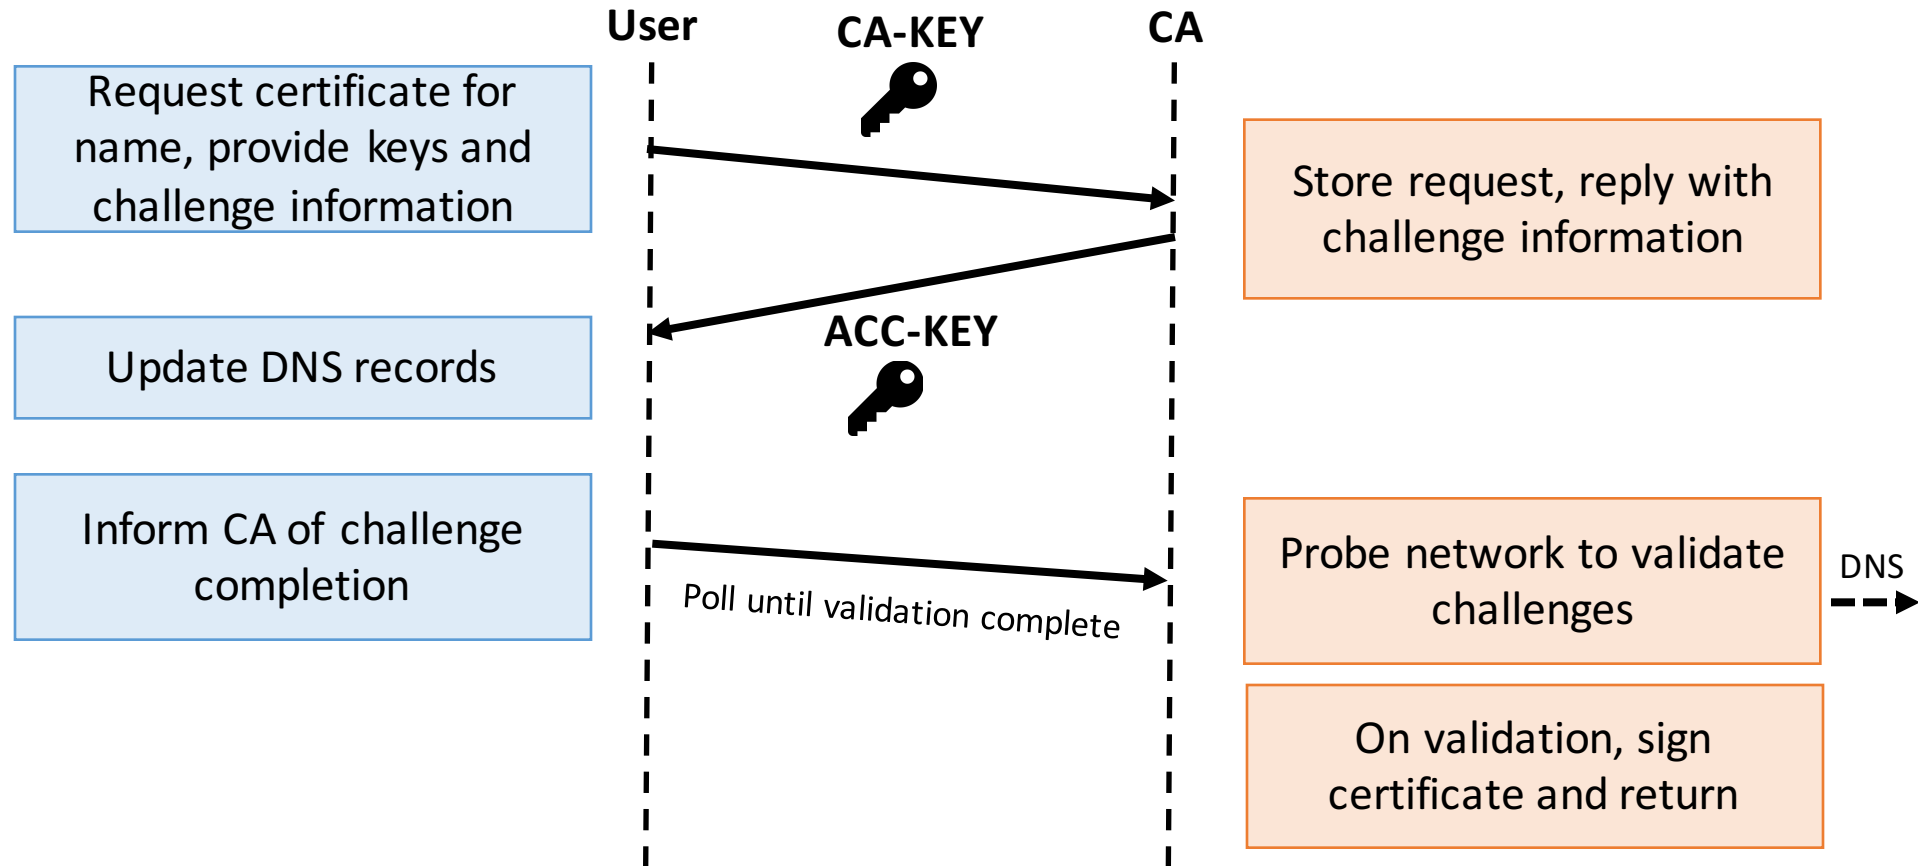 User
CA-KEY
CA
Request certificate for
name, provide keys and
challenge information
Store request, reply with
challenge information
ACC-KEY
Update DNS records
Inform CA of challenge
completion
Poll until validation complete
Probe network to validate
challenges
DNS
On validation, sign
certificate and return